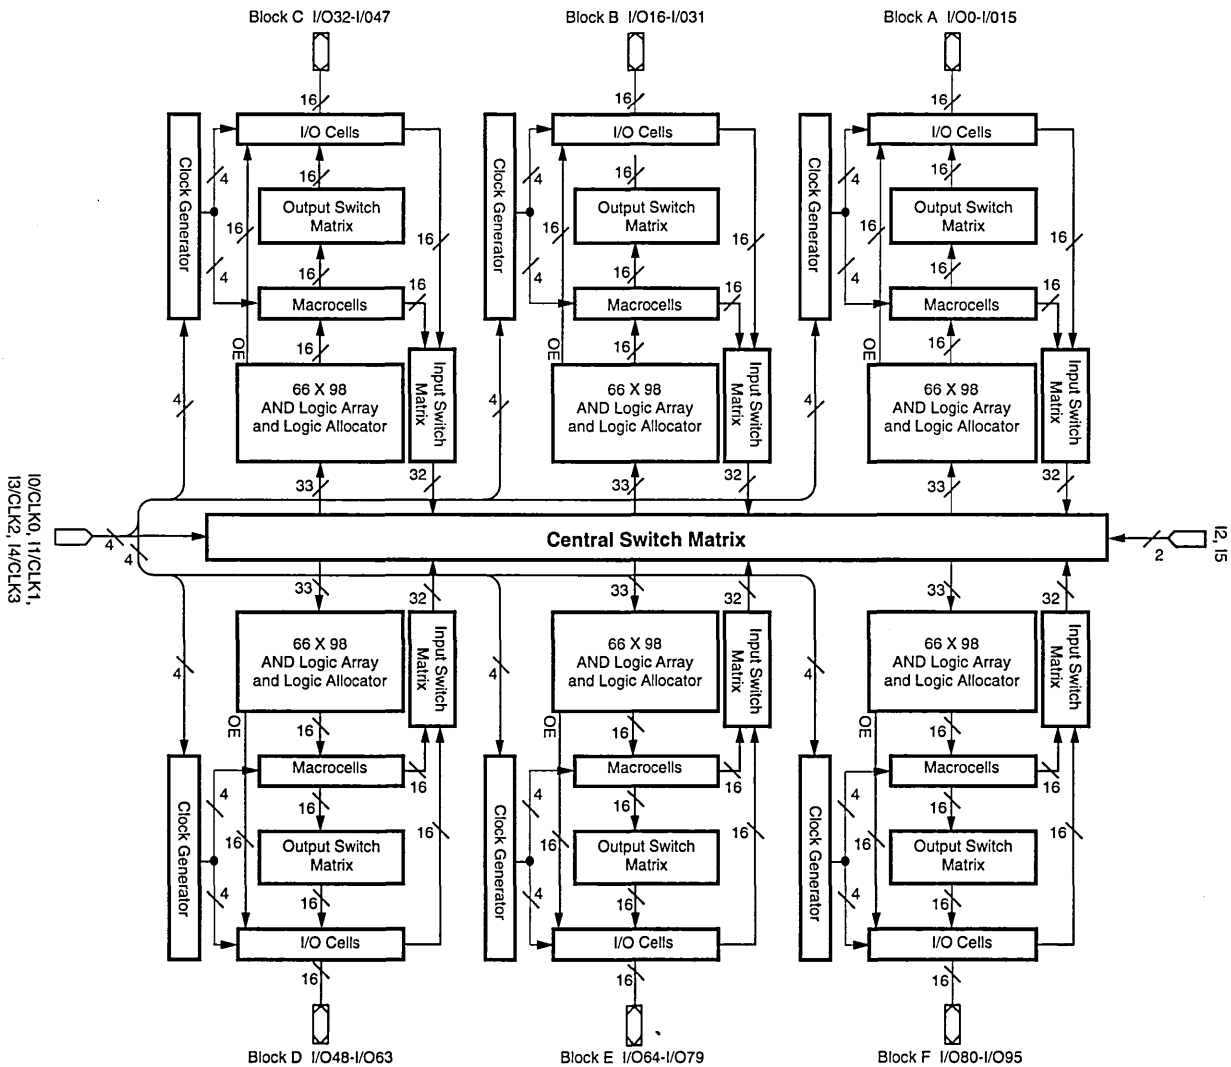 Block C I/O32-I/047
Block B I/O16-I/031
Block A I/O0-I/015
16
16
16
I/O Cells
I/O Cells
I/O Cells
Clock Generator
4
16
16
Output Switch
Matrix
16
4
16
16
Macrocells
OE
16
66 X 98
AND Logic Array
and Logic Allocator
Input Switch
Matrix
4
33
32
Clock Generator
4
16
16
Output Switch
Matrix
16
4
16
16
Macrocells
OE
16
66 X 98
AND Logic Array
and Logic Allocator
Input Switch
Matrix
4
33
32
Clock Generator
4
16
16
Output Switch
Matrix
16
4
16
16
Macrocells
OE
16
66 X 98
AND Logic Array
and Logic Allocator
Input Switch
Matrix
4
33
32
I0/CLK0, I1/CLK1,
I3/CLK2, I4/CLK3
4
4
Central Switch Matrix
2
I2, I5
33
32
4
66 X 98
AND Logic Array
and Logic Allocator
Input Switch
Matrix
OE
16
Macrocells
16
Clock Generator
4
16
16
16
Output Switch
Matrix
4
16
I/O Cells
16
33
32
4
66 X 98
AND Logic Array
and Logic Allocator
Input Switch
Matrix
OE
16
Macrocells
16
Clock Generator
4
16
16
16
Output Switch
Matrix
4
16
I/O Cells
16
33
32
4
66 X 98
AND Logic Array
and Logic Allocator
Input Switch
Matrix
OE
16
Macrocells
16
Clock Generator
4
16
16
16
Output Switch
Matrix
4
16
I/O Cells
16
Block D I/O48-I/O63
Block E I/O64-I/O79
Block F I/O80-I/O95